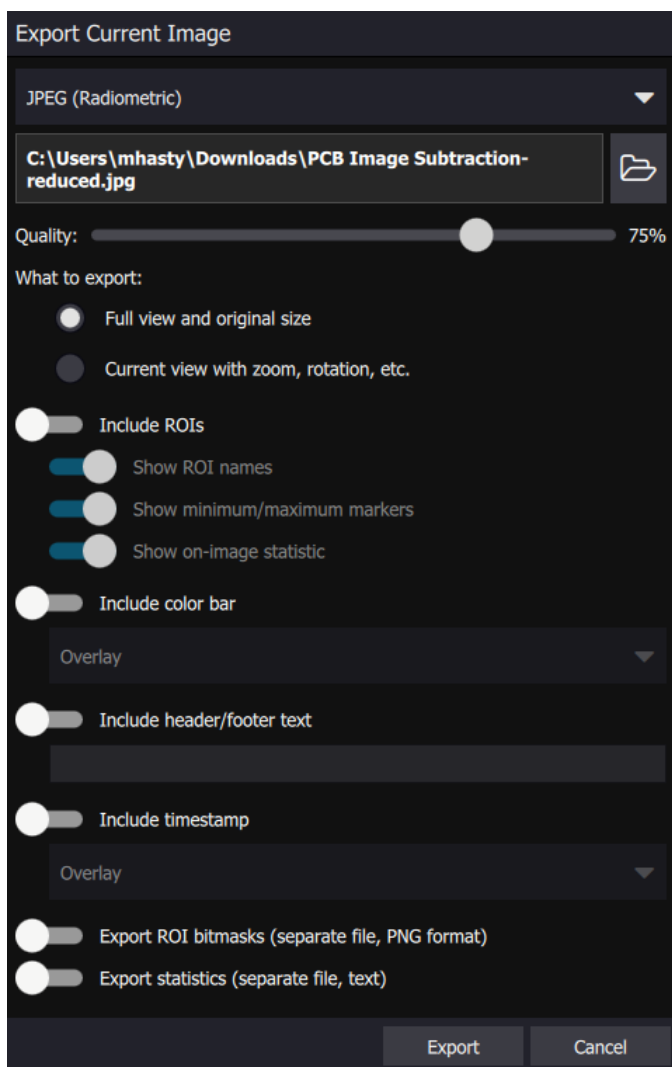 Export Current Image
JPEG (Radiometric)
C:\Users\mhasty\Downloads\PCB Image Subtraction-
reduced.jpg
Quality: 75%
What to export:
Full view and original size
Current view with zoom, rotation, etc.
Include ROIs
Show ROI names
Show minimum/maximum markers
Show on-image statistic
Include color bar
Overlay
Include header/footer text
Include timestamp
Overlay
Export ROI bitmasks (separate file, PNG format)
Export statistics (separate file, text)
Export Cancel